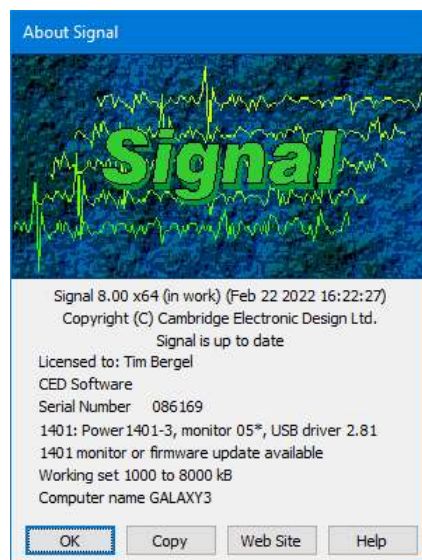 About Signal
Signal
Signal 8.00 x64 (in work) (Feb 22 2022 16:22:27)
Copyright (C) Cambridge Electronic Design Ltd.
Signal is up to date
Licensed to: Tim Bergel
CED Software
Serial Number 086169
1401: Power1401-3, monitor 05*, USB driver 2.81
1401 monitor or firmware update available
Working set 1000 to 8000 kB
Computer name GALAXY3
OK Copy Web Site Help